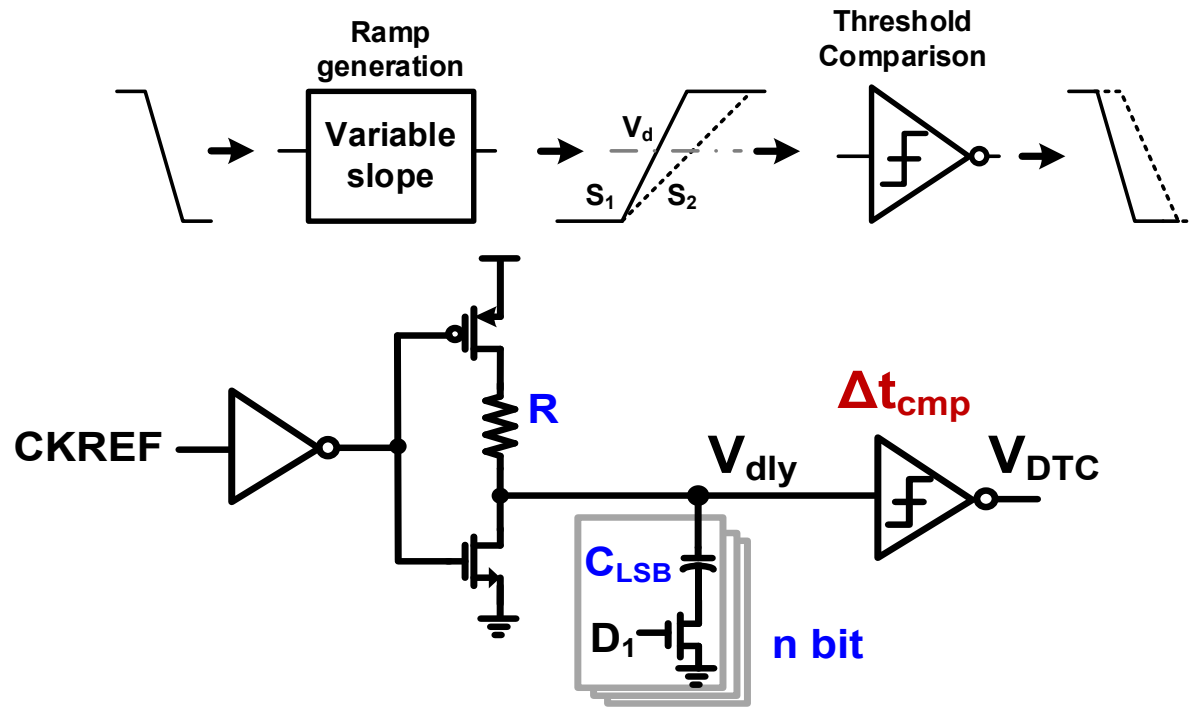 Ramp
generation
Threshold
Comparison
Variable
slope
V_d
S_1 S_2
Δt_cmp
R
CKREF
V_dly
V_DTC
C_LSB
D_1
n bit